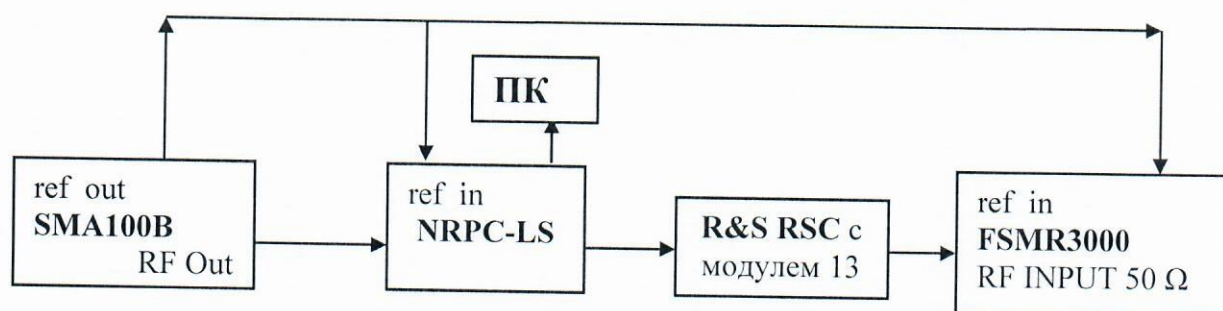 ПК
ref out
SMA100B
RF Out
ref in
NRPC-LS
R&S RSC с
модулем 13
ref in
FSMR3000
RF INPUT 50 Ω